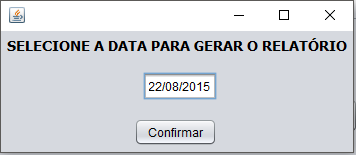 SELECIONE A DATA PARA GERAR O RELATÓRIO
22/08/2015
Confirmar